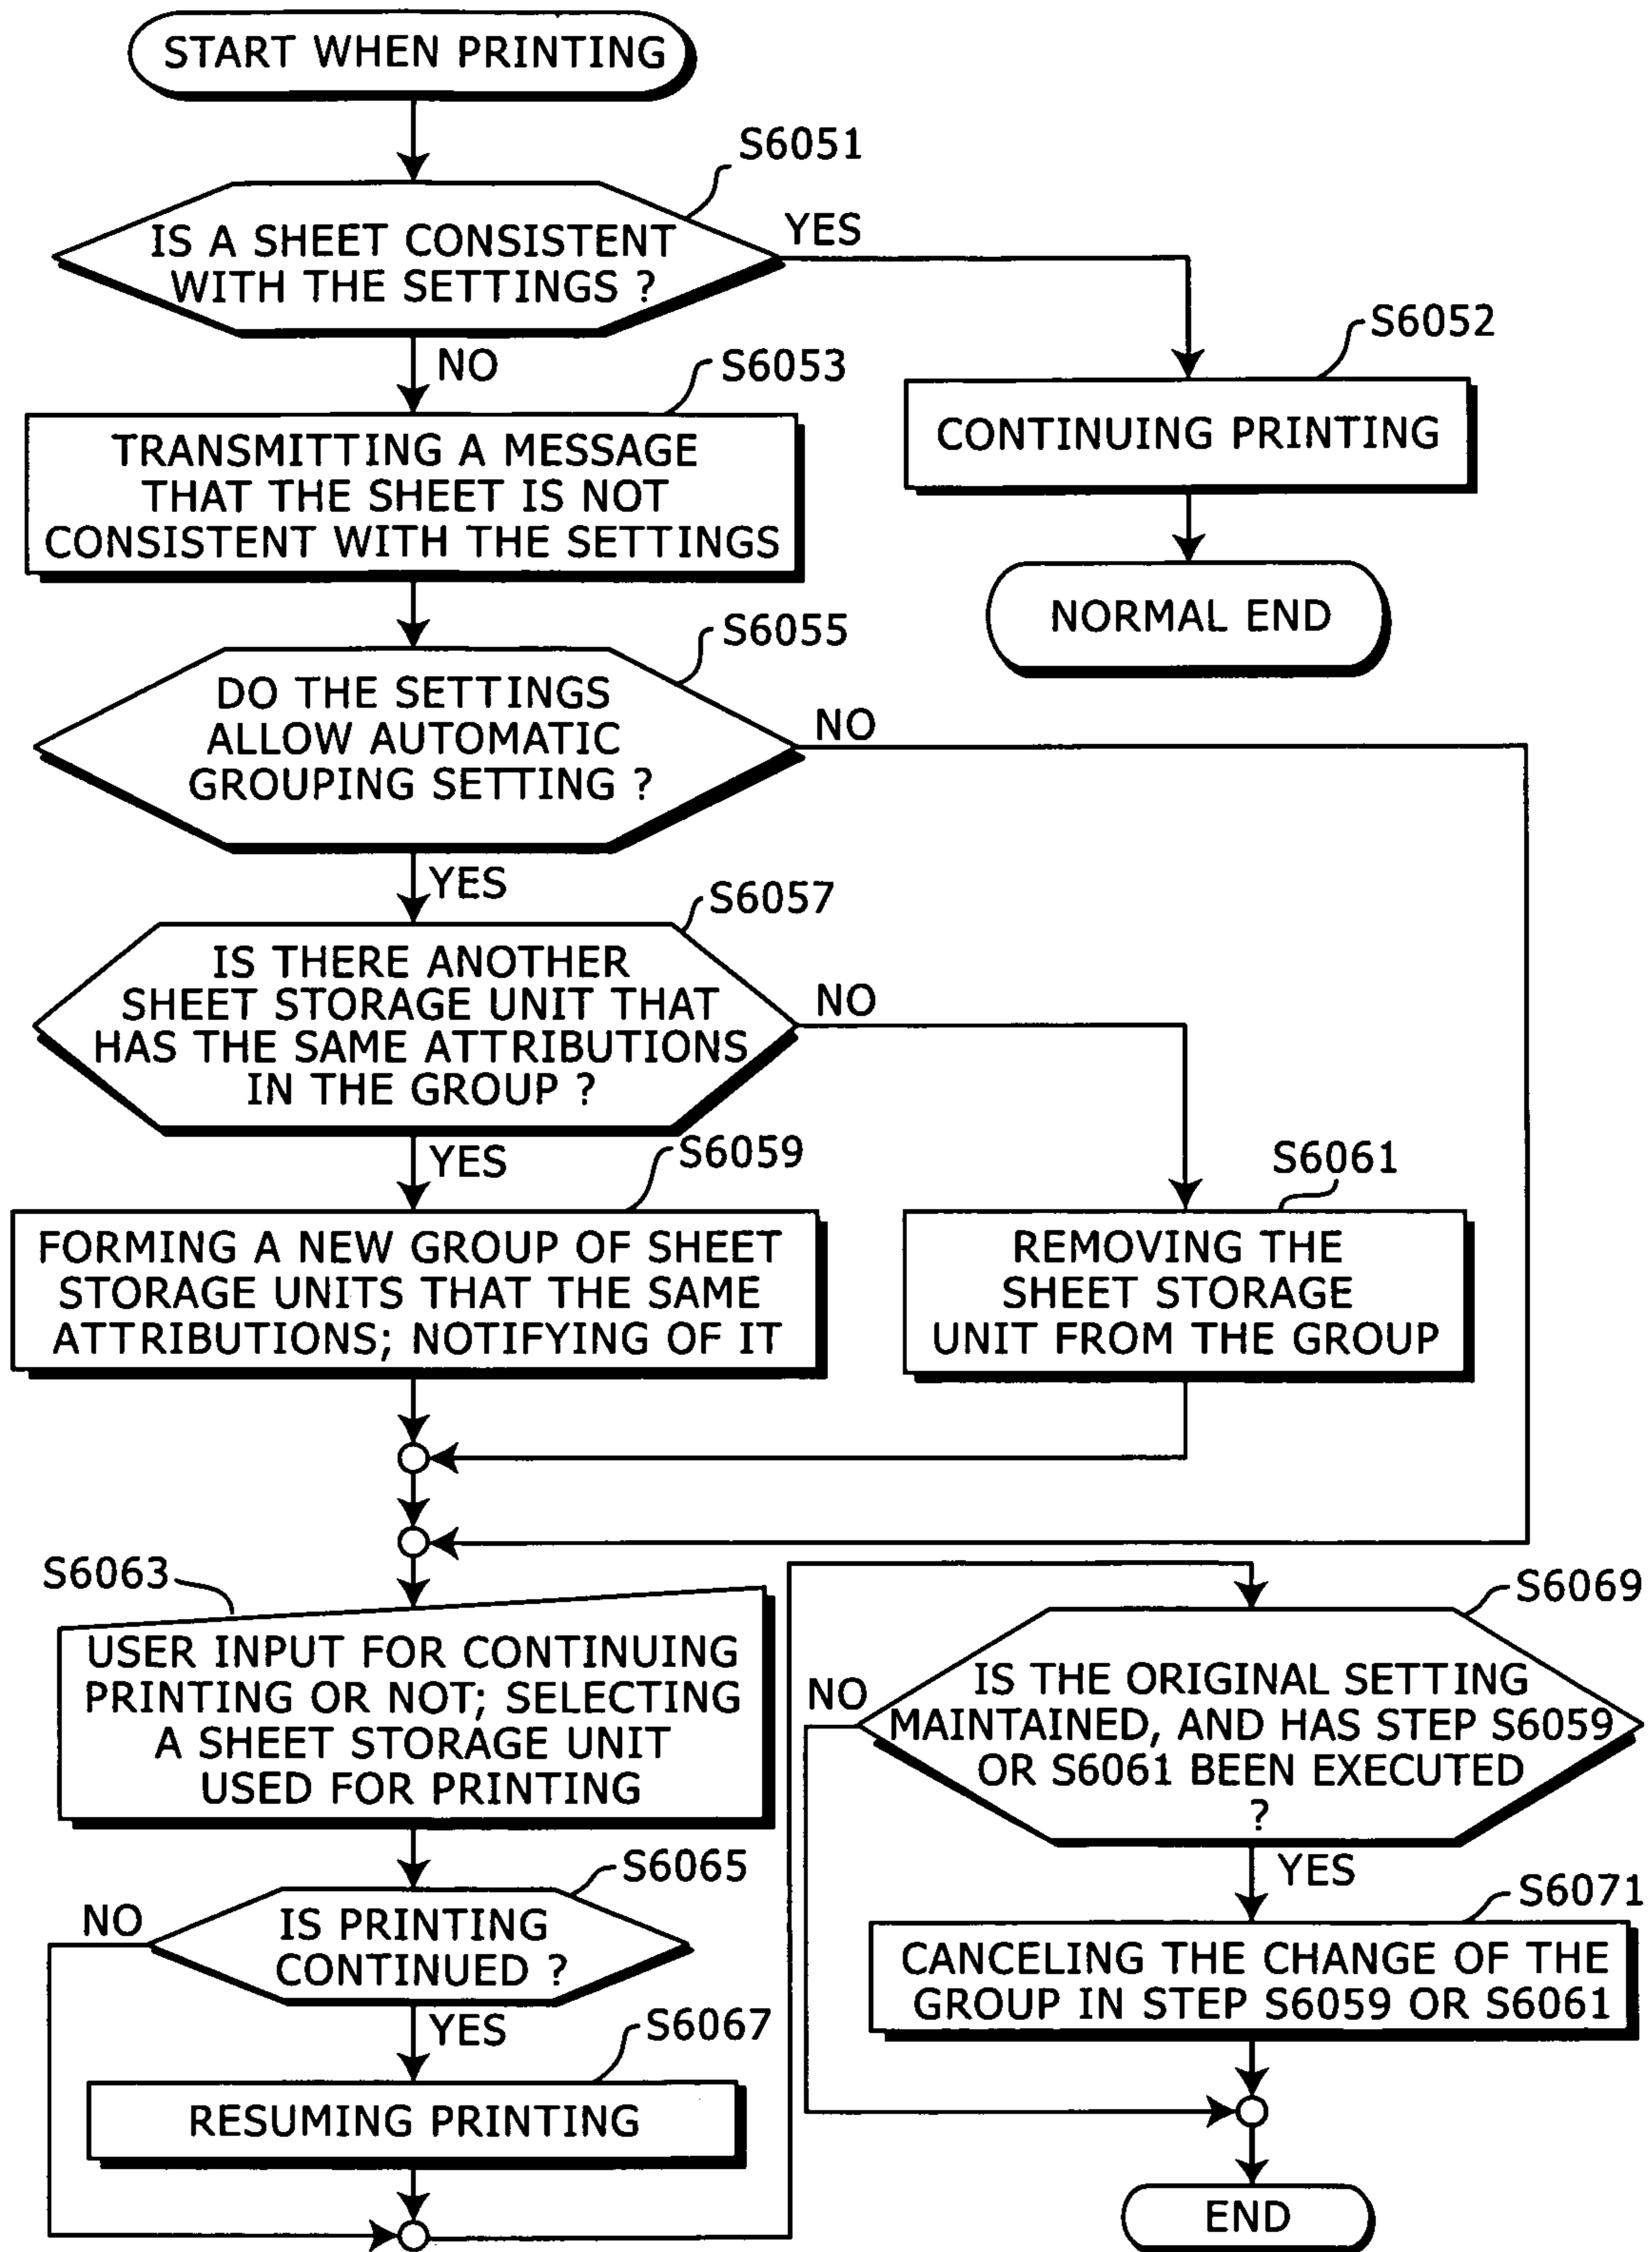 START WHEN PRINTING
S6051
IS A SHEET CONSISTENT
WITH THE SETTINGS ?
YES
NO
S6052
CONTINUING PRINTING
NORMAL END
S6053
TRANSMITTING A MESSAGE
THAT THE SHEET IS NOT
CONSISTENT WITH THE SETTINGS
S6055
DO THE SETTINGS
ALLOW AUTOMATIC
GROUPING SETTING ?
NO
YES
S6057
IS THERE ANOTHER
SHEET STORAGE UNIT THAT
HAS THE SAME ATTRIBUTIONS
IN THE GROUP ?
NO
YES
S6059
FORMING A NEW GROUP OF SHEET
STORAGE UNITS THAT THE SAME
ATTRIBUTIONS; NOTIFYING OF IT
S6061
REMOVING THE
SHEET STORAGE
UNIT FROM THE GROUP
S6063
USER INPUT FOR CONTINUING
PRINTING OR NOT; SELECTING
A SHEET STORAGE UNIT
USED FOR PRINTING
S6065
IS PRINTING
CONTINUED ?
NO
YES
S6067
RESUMING PRINTING
S6069
IS THE ORIGINAL SETTING
MAINTAINED, AND HAS STEP S6059
OR S6061 BEEN EXECUTED
?
NO
YES
S6071
CANCELING THE CHANGE OF THE
GROUP IN STEP S6059 OR S6061
END